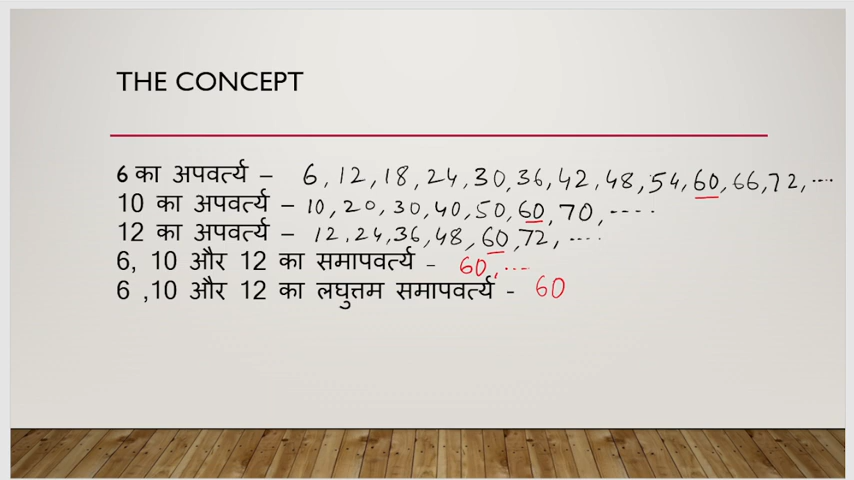 THE CONCEPT
6 का अपवर्त्य – 6, 12, 18, 24, 30, 36, 42, 48, 54, 60, 66, 72, ....
10 का अपवर्त्य – 10, 20, 30, 40, 50, 60, 70, -----
12 का अपवर्त्य – 12, 24, 36, 48, 60, 72, ....
6, 10 और 12 का समापवर्त्य – 60, ....
6 ,10 और 12 का लघुत्तम समापवर्त्य - 60